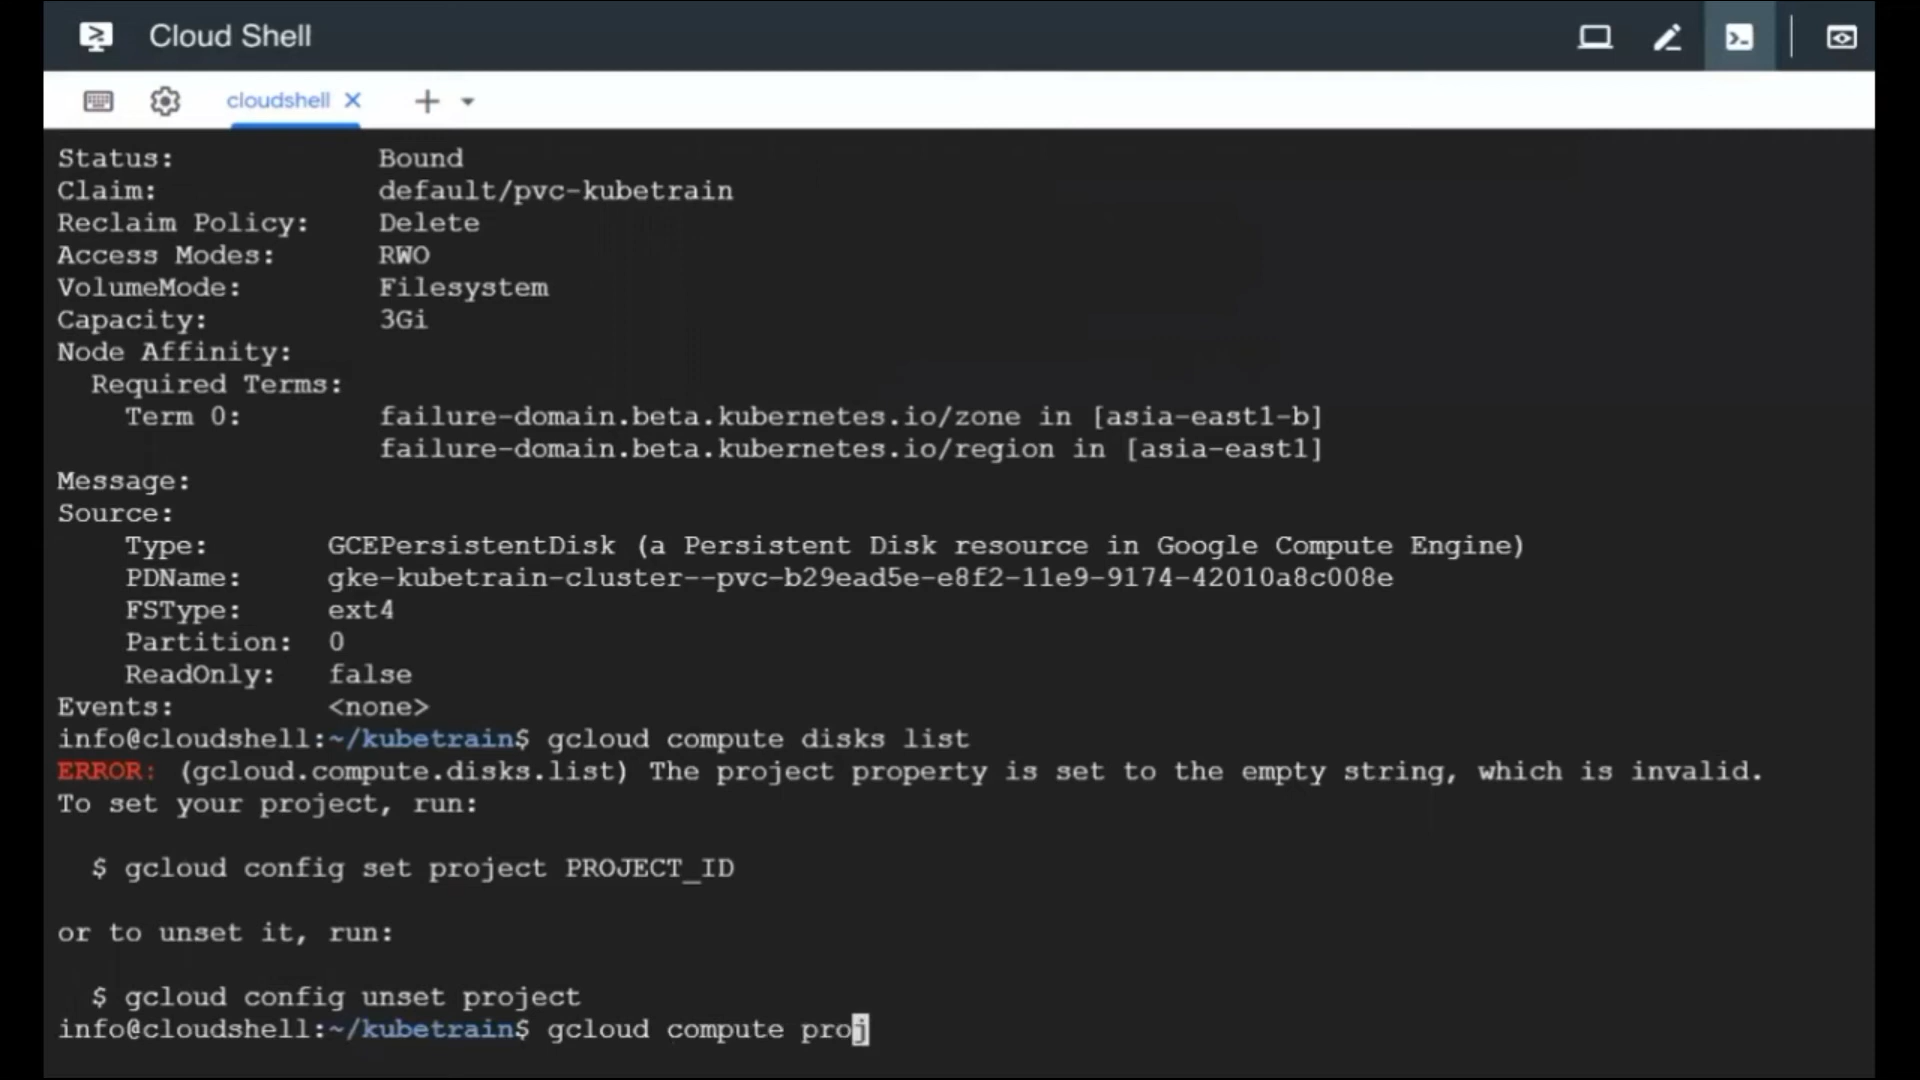 Cloud Shell
cloudshell
Status: Bound
Claim: default/pvc-kubetrain
Reclaim Policy: Delete
Access Modes: RWO
VolumeMode: Filesystem
Capacity: 3Gi
Node Affinity:
Required Terms:
Term 0: failure-domain.beta.kubernetes.io/zone in [asia-east1-b]
failure-domain.beta.kubernetes.io/region in [asia-east1]
Message:
Source:
Type: GCEPersistentDisk (a Persistent Disk resource in Google Compute Engine)
PDName: gke-kubetrain-cluster--pvc-b29ead5e-e8f2-11e9-9174-42010a8c008e
FSType: ext4
Partition: 0
ReadOnly: false
Events: <none>
info@cloudshell:~/kubetrain$ gcloud compute disks list
ERROR: (gcloud.compute.disks.list) The project property is set to the empty string, which is invalid.
To set your project, run:
$ gcloud config set project PROJECT_ID
or to unset it, run:
$ gcloud config unset project
info@cloudshell:~/kubetrain$ gcloud compute proj